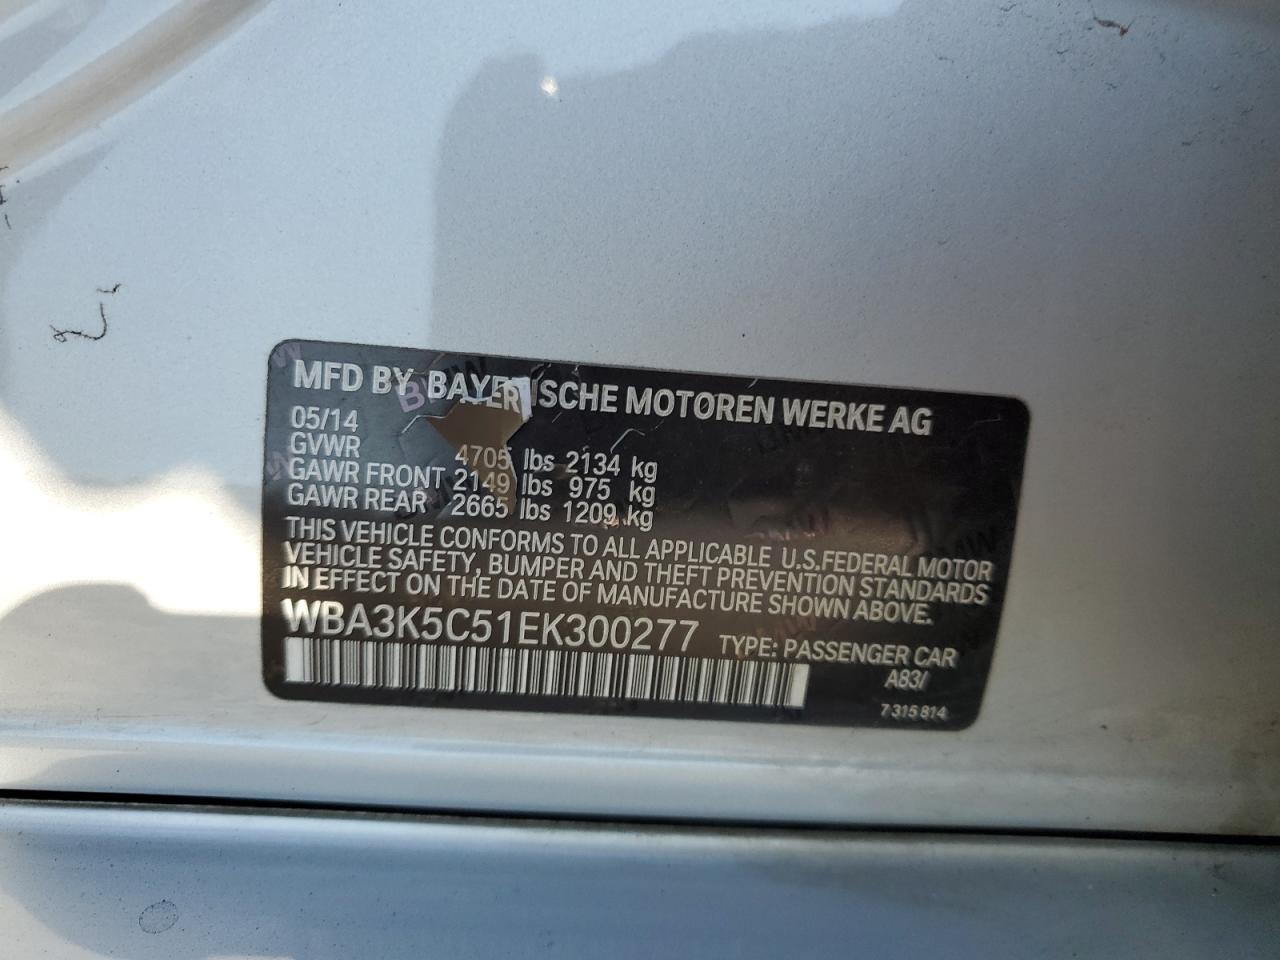 MFD BY BAYERISCHE MOTOREN WERKE AG
05/14
GVWR 4705 lbs 2134 kg
GAWR FRONT 2149 lbs 975 kg
GAWR REAR 2665 lbs 1209 kg
THIS VEHICLE CONFORMS TO ALL APPLICABLE U.S.FEDERAL MOTOR
VEHICLE SAFETY, BUMPER AND THEFT PREVENTION STANDARDS
IN EFFECT ON THE DATE OF MANUFACTURE SHOWN ABOVE.
WBA3K5C51EK300277 TYPE: PASSENGER CAR
A83/
7 315 814